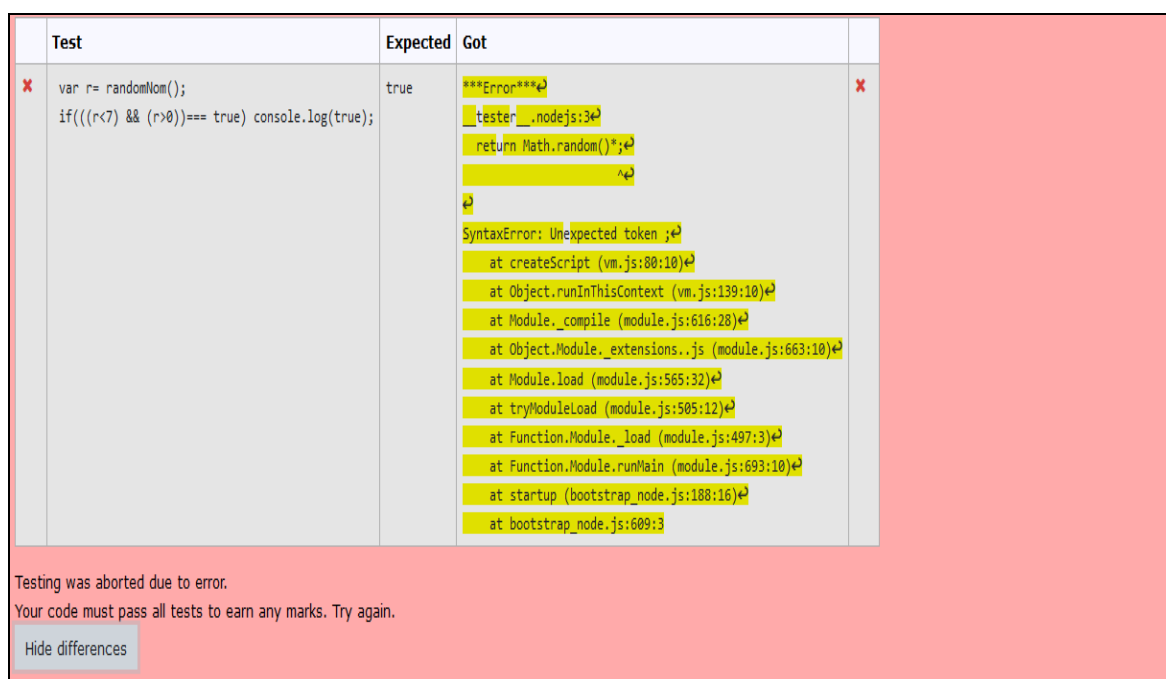 Test Expected Got
var r= randomNom(); true ***Error***↵
if(((r<7) && (r>0))=== true) console.log(true); __tester__.nodejs:3↵
return Math.random()*;↵
^↵
↵
SyntaxError: Unexpected token ;↵
at createScript (vm.js:80:10)↵
at Object.runInThisContext (vm.js:139:10)↵
at Module._compile (module.js:616:28)↵
at Object.Module._extensions..js (module.js:663:10)↵
at Module.load (module.js:565:32)↵
at tryModuleLoad (module.js:505:12)↵
at Function.Module._load (module.js:497:3)↵
at Function.Module.runMain (module.js:693:10)↵
at startup (bootstrap_node.js:188:16)↵
at bootstrap_node.js:609:3
Testing was aborted due to error.
Your code must pass all tests to earn any marks. Try again.
Hide differences